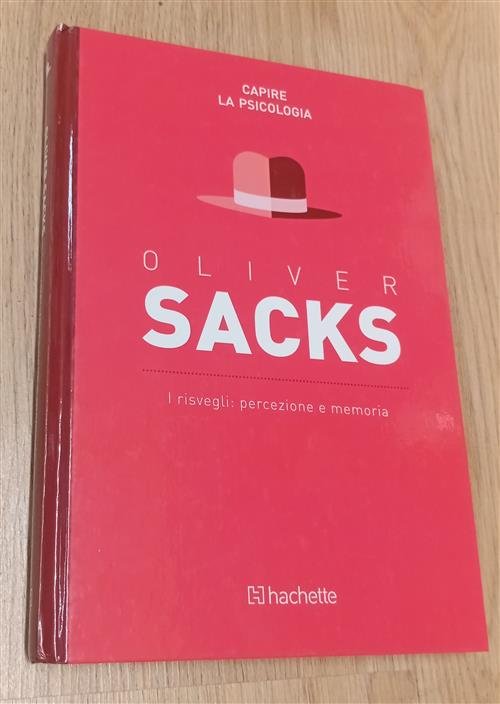 CAPIRE
LA PSICOLOGIA
OLIVER
SACKS
I risvegli: percezione e memoria
hachette